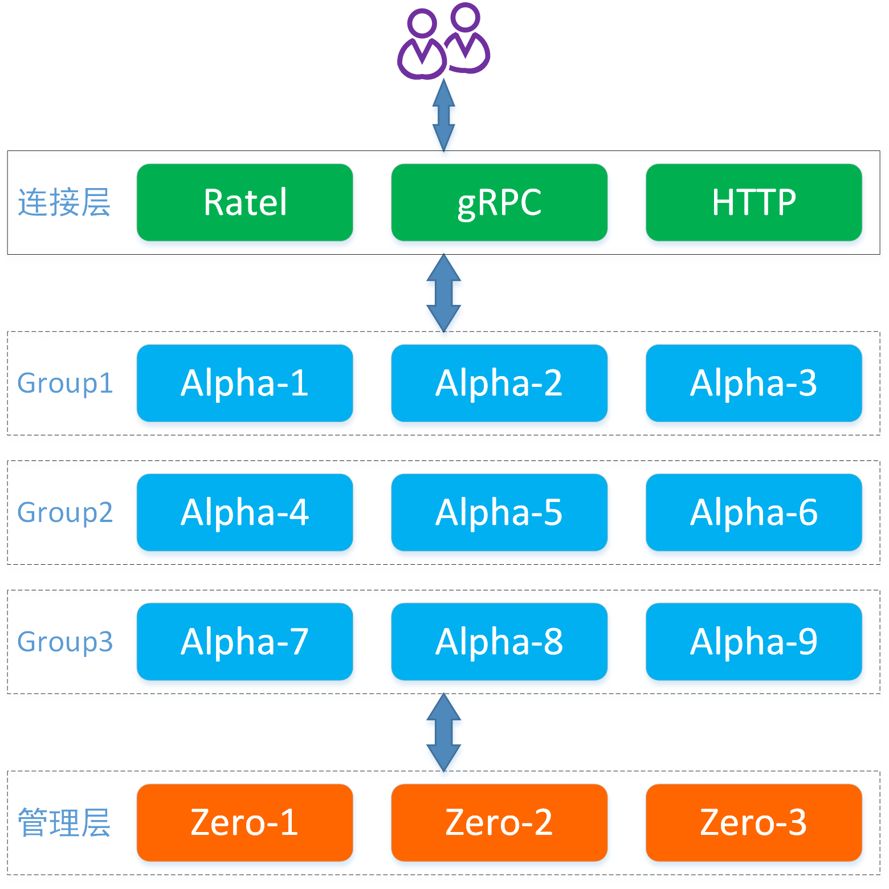 连接层 Ratel gRPC HTTP
Group1 Alpha-1 Alpha-2 Alpha-3
Group2 Alpha-4 Alpha-5 Alpha-6
Group3 Alpha-7 Alpha-8 Alpha-9
管理层 Zero-1 Zero-2 Zero-3